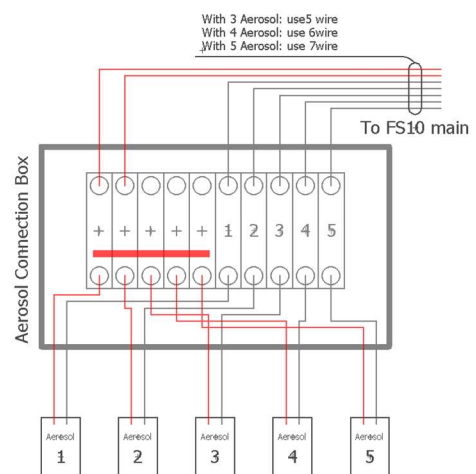 With 3 Aerosol: use5 wire
With 4 Aerosol: use 6wire
With 5 Aerosol: use 7wire
To FS10 main
Aerosol Connection Box
+ + + + + 1 2 3 4 5
Aerosol Aerosol Aerosol Aerosol Aerosol
1 2 3 4 5